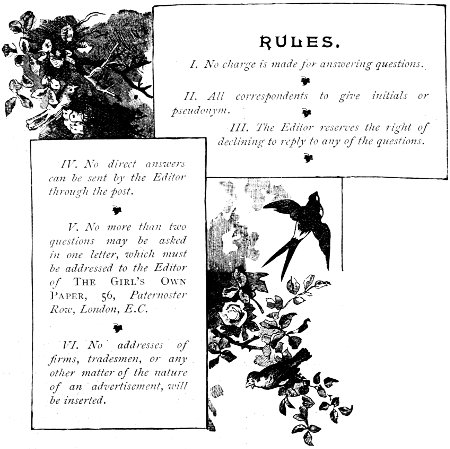 RULES.
I. No charge is made for answering questions.
II. All correspondents to give initials or
pseudonym.
III. The Editor reserves the right of
declining to reply to any of the questions.
IV. No direct answers
can be sent by the Editor
through the post.
V. No more than two
questions may be asked
in one letter, which must
be addressed to the Editor
of THE GIRL'S OWN
PAPER, 56, Paternoster
Row, London, E.C.
VI. No addresses of
firms, tradesmen, or any
other matter of the nature
of an advertisement, will
be inserted.